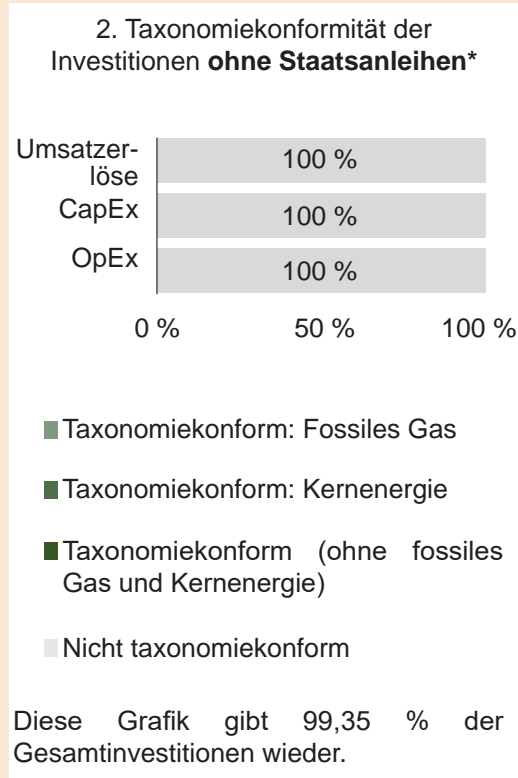 2. Taxonomiekonformität der
Investitionen ohne Staatsanleihen*
Umsatzer-
löse
100 %
CapEx
100 %
OpEx
100 %
0 % 50 % 100 %
Taxonomiekonform: Fossiles Gas
Taxonomiekonform: Kernenergie
Taxonomiekonform (ohne fossiles
Gas und Kernenergie)
Nicht taxonomiekonform
Diese Grafik gibt 99,35 % der
Gesamtinvestitionen wieder.